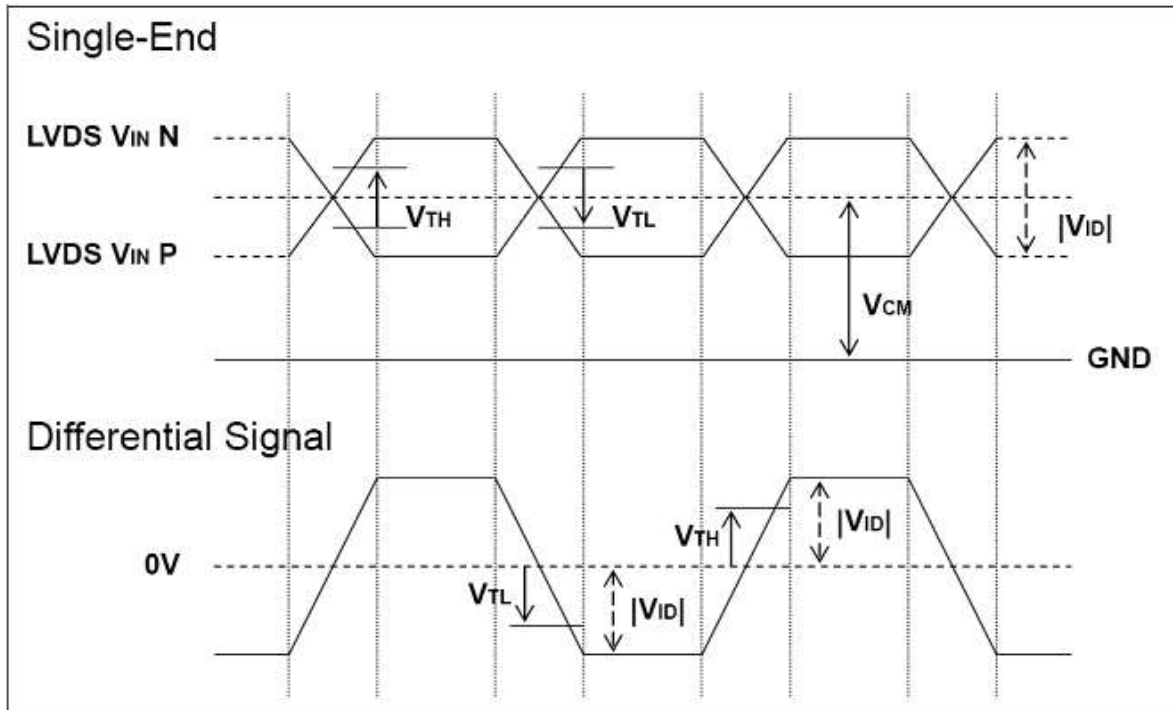 Single-End
LVDS VIN N
VTH
VTL
|VID|
LVDS VIN P
VCM
GND
Differential Signal
VTH
|VID|
0V
VTL
|VID|